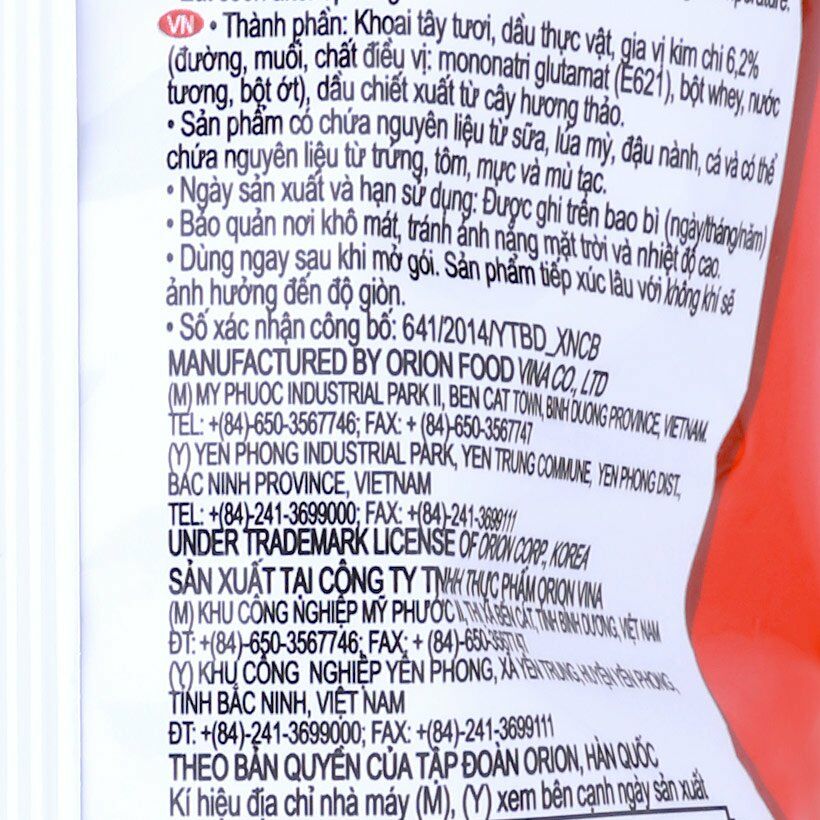 VN • Thành phần: Khoai tây tươi, dầu thực vật, gia vị kim chi 6,2%
(đường, muối, chất điều vị: mononatri glutamat (E621), bột whey, nước
tương, bột ớt), dầu chiết xuất từ cây hương thảo.
• Sản phẩm có chứa nguyên liệu từ sữa, lúa mỳ, đậu nành, cá và có thể
chứa nguyên liệu từ trứng, tôm, mực và mù tạc.
• Ngày sản xuất và hạn sử dụng: Được ghi trên bao bì (ngày/tháng/năm)
• Bảo quản nơi khô mát, tránh ánh nắng mặt trời và nhiệt độ cao.
• Dùng ngay sau khi mở gói. Sản phẩm tiếp xúc lâu với không khí sẽ
ảnh hưởng đến độ giòn.
• Số xác nhận công bố: 641/2014/YTBD_XNCB
MANUFACTURED BY ORION FOOD VINA CO., LTD
(M) MY PHUOC INDUSTRIAL PARK II, BEN CAT TOWN, BINH DUONG PROVINCE, VIETNAM.
TEL: +(84)-650-3567746; FAX: + (84)-650-3567747
(Y) YEN PHONG INDUSTRIAL PARK, YEN TRUNG COMMUNE, YEN PHONG DIST.,
BAC NINH PROVINCE, VIETNAM
TEL: +(84)-241-3699000; FAX: +(84)-241-3699111
UNDER TRADEMARK LICENSE OF ORION CORP., KOREA
SẢN XUẤT TẠI CÔNG TY TNHH THỰC PHẨM ORION VINA
(M) KHU CÔNG NGHIỆP MỸ PHƯỚC II, THỊ XÃ BẾN CÁT, TỈNH BÌNH DƯƠNG, VIỆT NAM
ĐT: +(84)-650-3567746; FAX: + (84)-650-3567747
(Y) KHU CÔNG NGHIỆP YÊN PHONG, XÃ YÊN TRUNG, HUYỆN YÊN PHONG,
TỈNH BẮC NINH, VIỆT NAM
ĐT: +(84)-241-3699000; FAX: +(84)-241-3699111
THEO BẢN QUYỀN CỦA TẬP ĐOÀN ORION, HÀN QUỐC
Kí hiệu địa chỉ nhà máy (M), (Y) xem bên cạnh ngày sản xuất